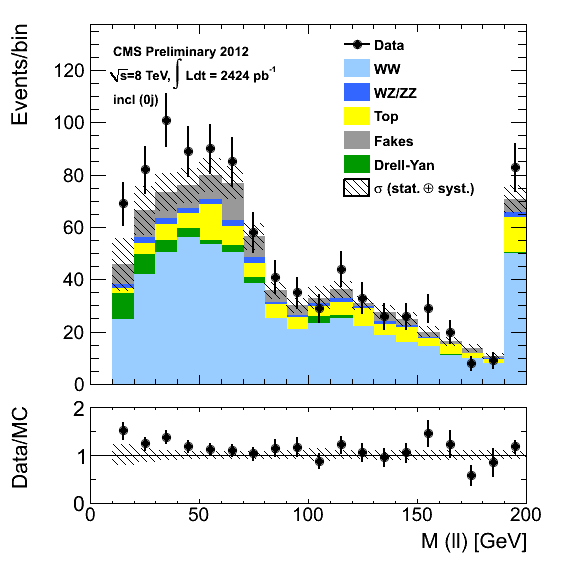 Events/bin
CMS Preliminary 2012
√s=8 TeV, ∫ Ldt = 2424 pb⁻¹
incl (0j)
Data
WW
WZ/ZZ
Top
Fakes
Drell-Yan
σ (stat. ⊕ syst.)
120
100
80
60
40
20
0
Data/MC
2
1
0
0 50 100 150 200
M (ll) [GeV]